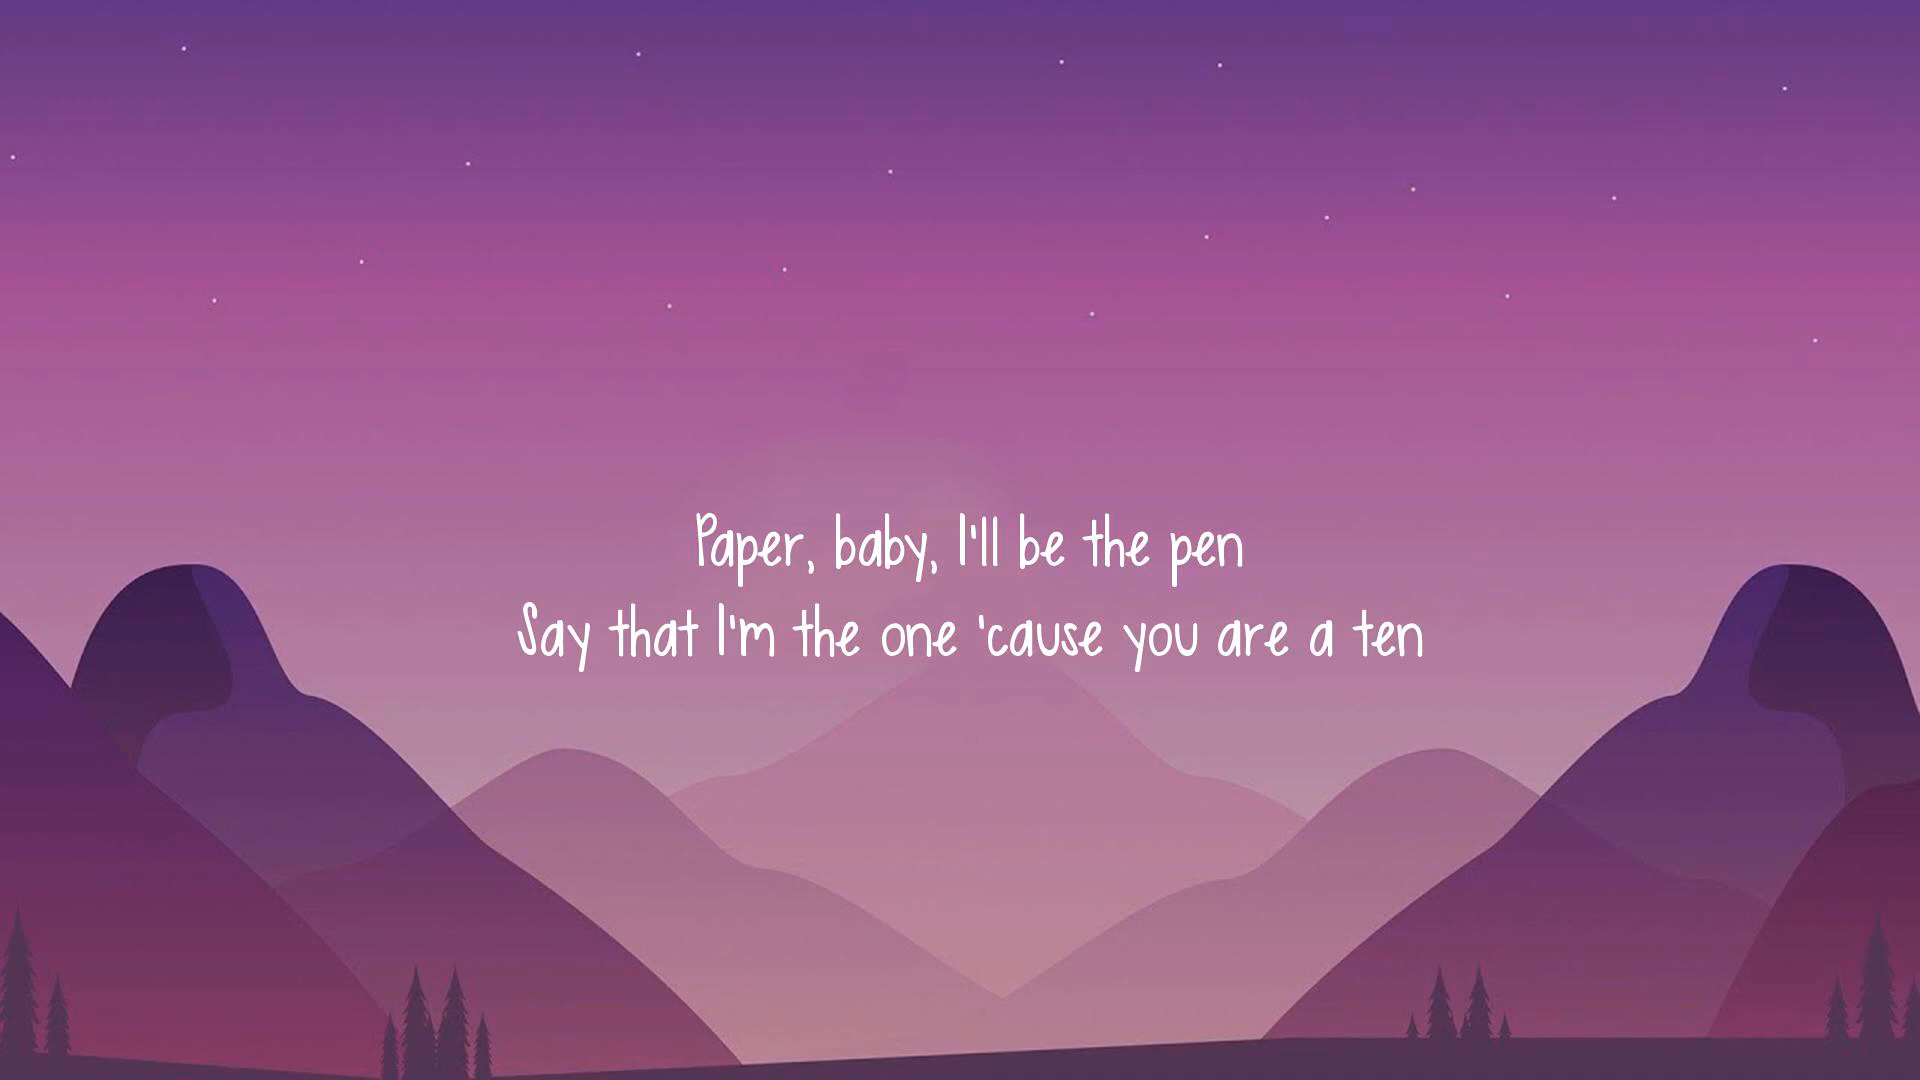 Paper, baby, I'll be the pen
Say that I'm the one 'cause you are a ten